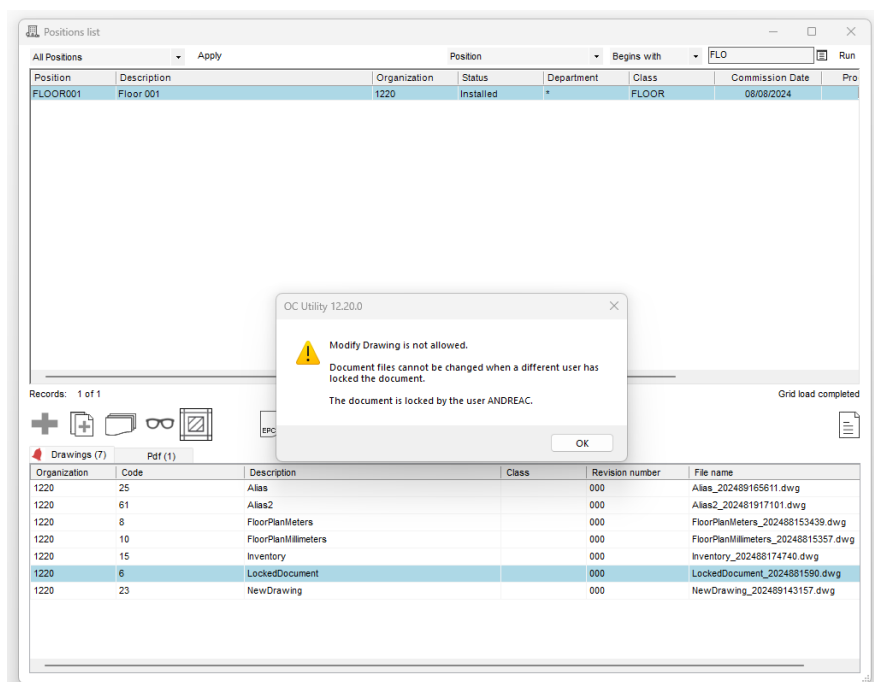 Positions list
All Positions Apply Position Begins with FLO Run
Position Description Organization Status Department Class Commission Date Pro
FLOOR001 Floor 001 1220 Installed * FLOOR 08/08/2024
OC Utility 12.20.0
Modify Drawing is not allowed.
Document files cannot be changed when a different user has
locked the document.
The document is locked by the user ANDREAC.
OK
Records: 1 of 1 Grid load completed
EPC
Drawings (7) Pdf (1)
Organization Code Description Class Revision number File name
1220 25 Alias 000 Alias_202489165611.dwg
1220 61 Alias2 000 Alias2_202481917101.dwg
1220 8 FloorPlanMeters 000 FloorPlanMeters_202488153439.dwg
1220 10 FloorPlanMillimeters 000 FloorPlanMillimeters_20248815357.dwg
1220 15 Inventory 000 Inventory_202488174740.dwg
1220 6 LockedDocument 000 LockedDocument_2024881590.dwg
1220 23 NewDrawing 000 NewDrawing_202489143157.dwg